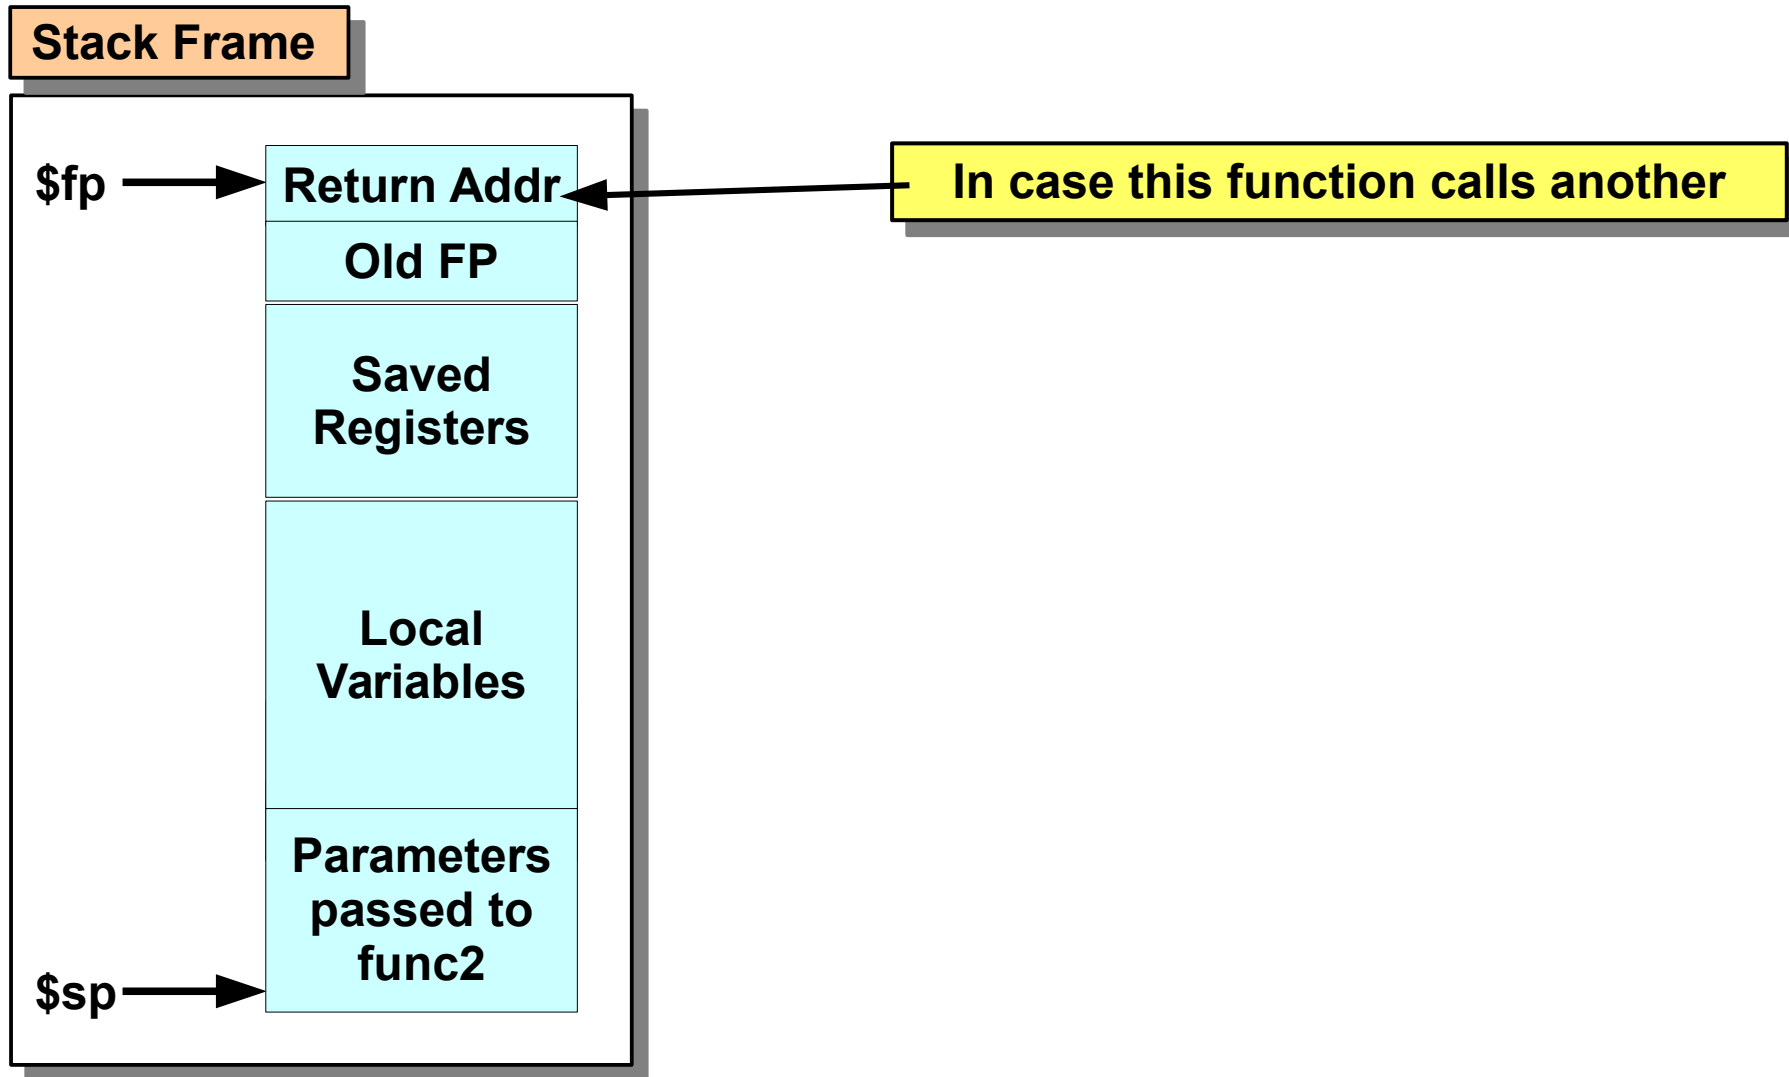 Stack Frame
$fp
Return Addr
In case this function calls another
Old FP
Saved
Registers
Local
Variables
Parameters
passed to
func2
$sp